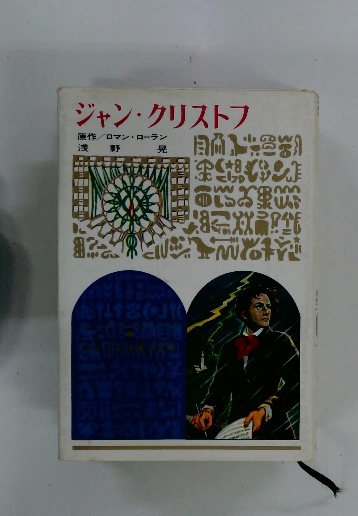 ジャン・クリストフ
原作/ロマン・ローラン
浅野 晃